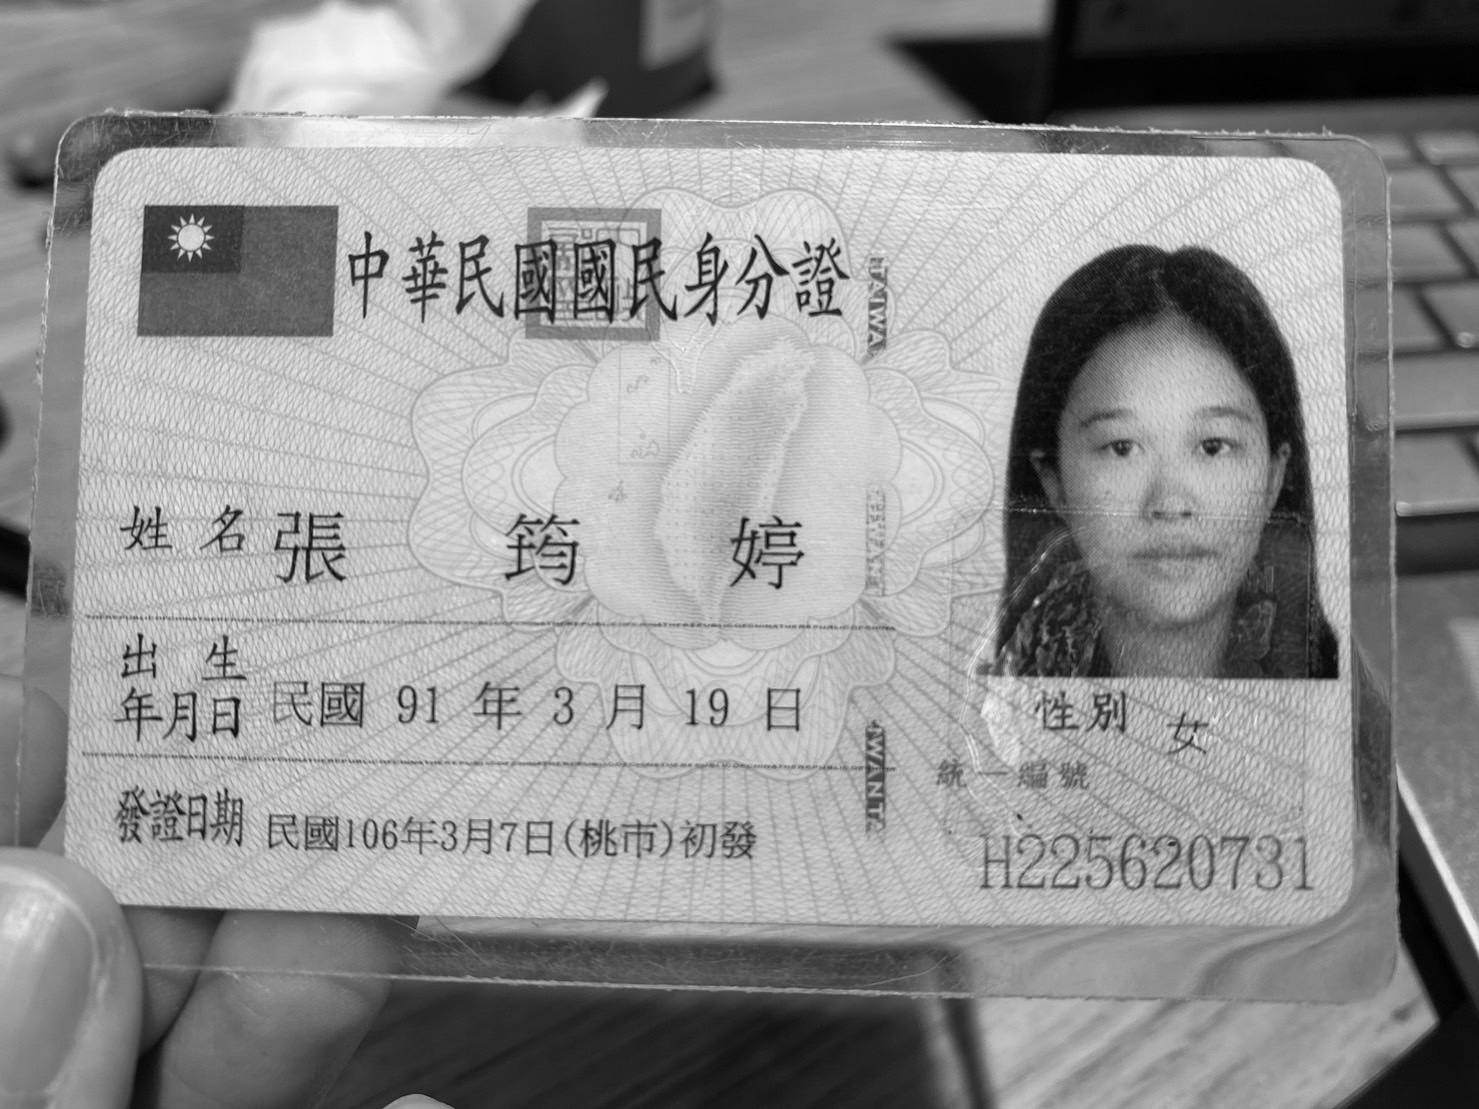 中華民國國民身分證
姓名 張筠婷
出生年月日 民國 91 年 3 月 19 日
性別 女
發證日期 民國106年3月7日(桃市)初發
統一編號
H225620731